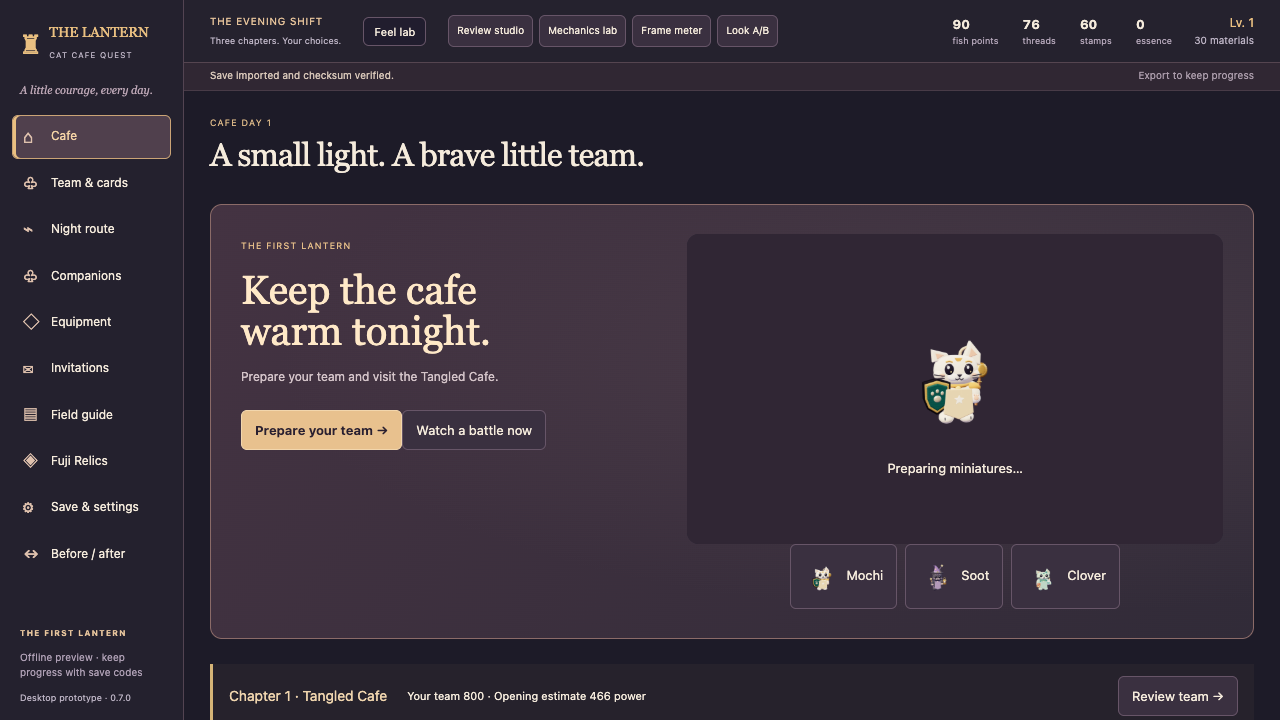 THE LANTERN
CAT CAFE QUEST
A little courage, every day.
Cafe
Team & cards
Night route
Companions
Equipment
Invitations
Field guide
Fuji Relics
Save & settings
Before / after
THE FIRST LANTERN
Offline preview · keep
progress with save codes
Desktop prototype · 0.7.0
THE EVENING SHIFT
Three chapters. Your choices.
Feel lab
Review studio
Mechanics lab
Frame meter
Look A/B
90
fish points
76
threads
60
stamps
0
essence
Lv. 1
30 materials
Save imported and checksum verified.
Export to keep progress
CAFE DAY 1
A small light. A brave little team.
THE FIRST LANTERN
Keep the cafe
warm tonight.
Prepare your team and visit the Tangled Cafe.
Prepare your team →
Watch a battle now
Preparing miniatures...
Mochi
Soot
Clover
Chapter 1 · Tangled Cafe
Your team 800 · Opening estimate 466 power
Review team →